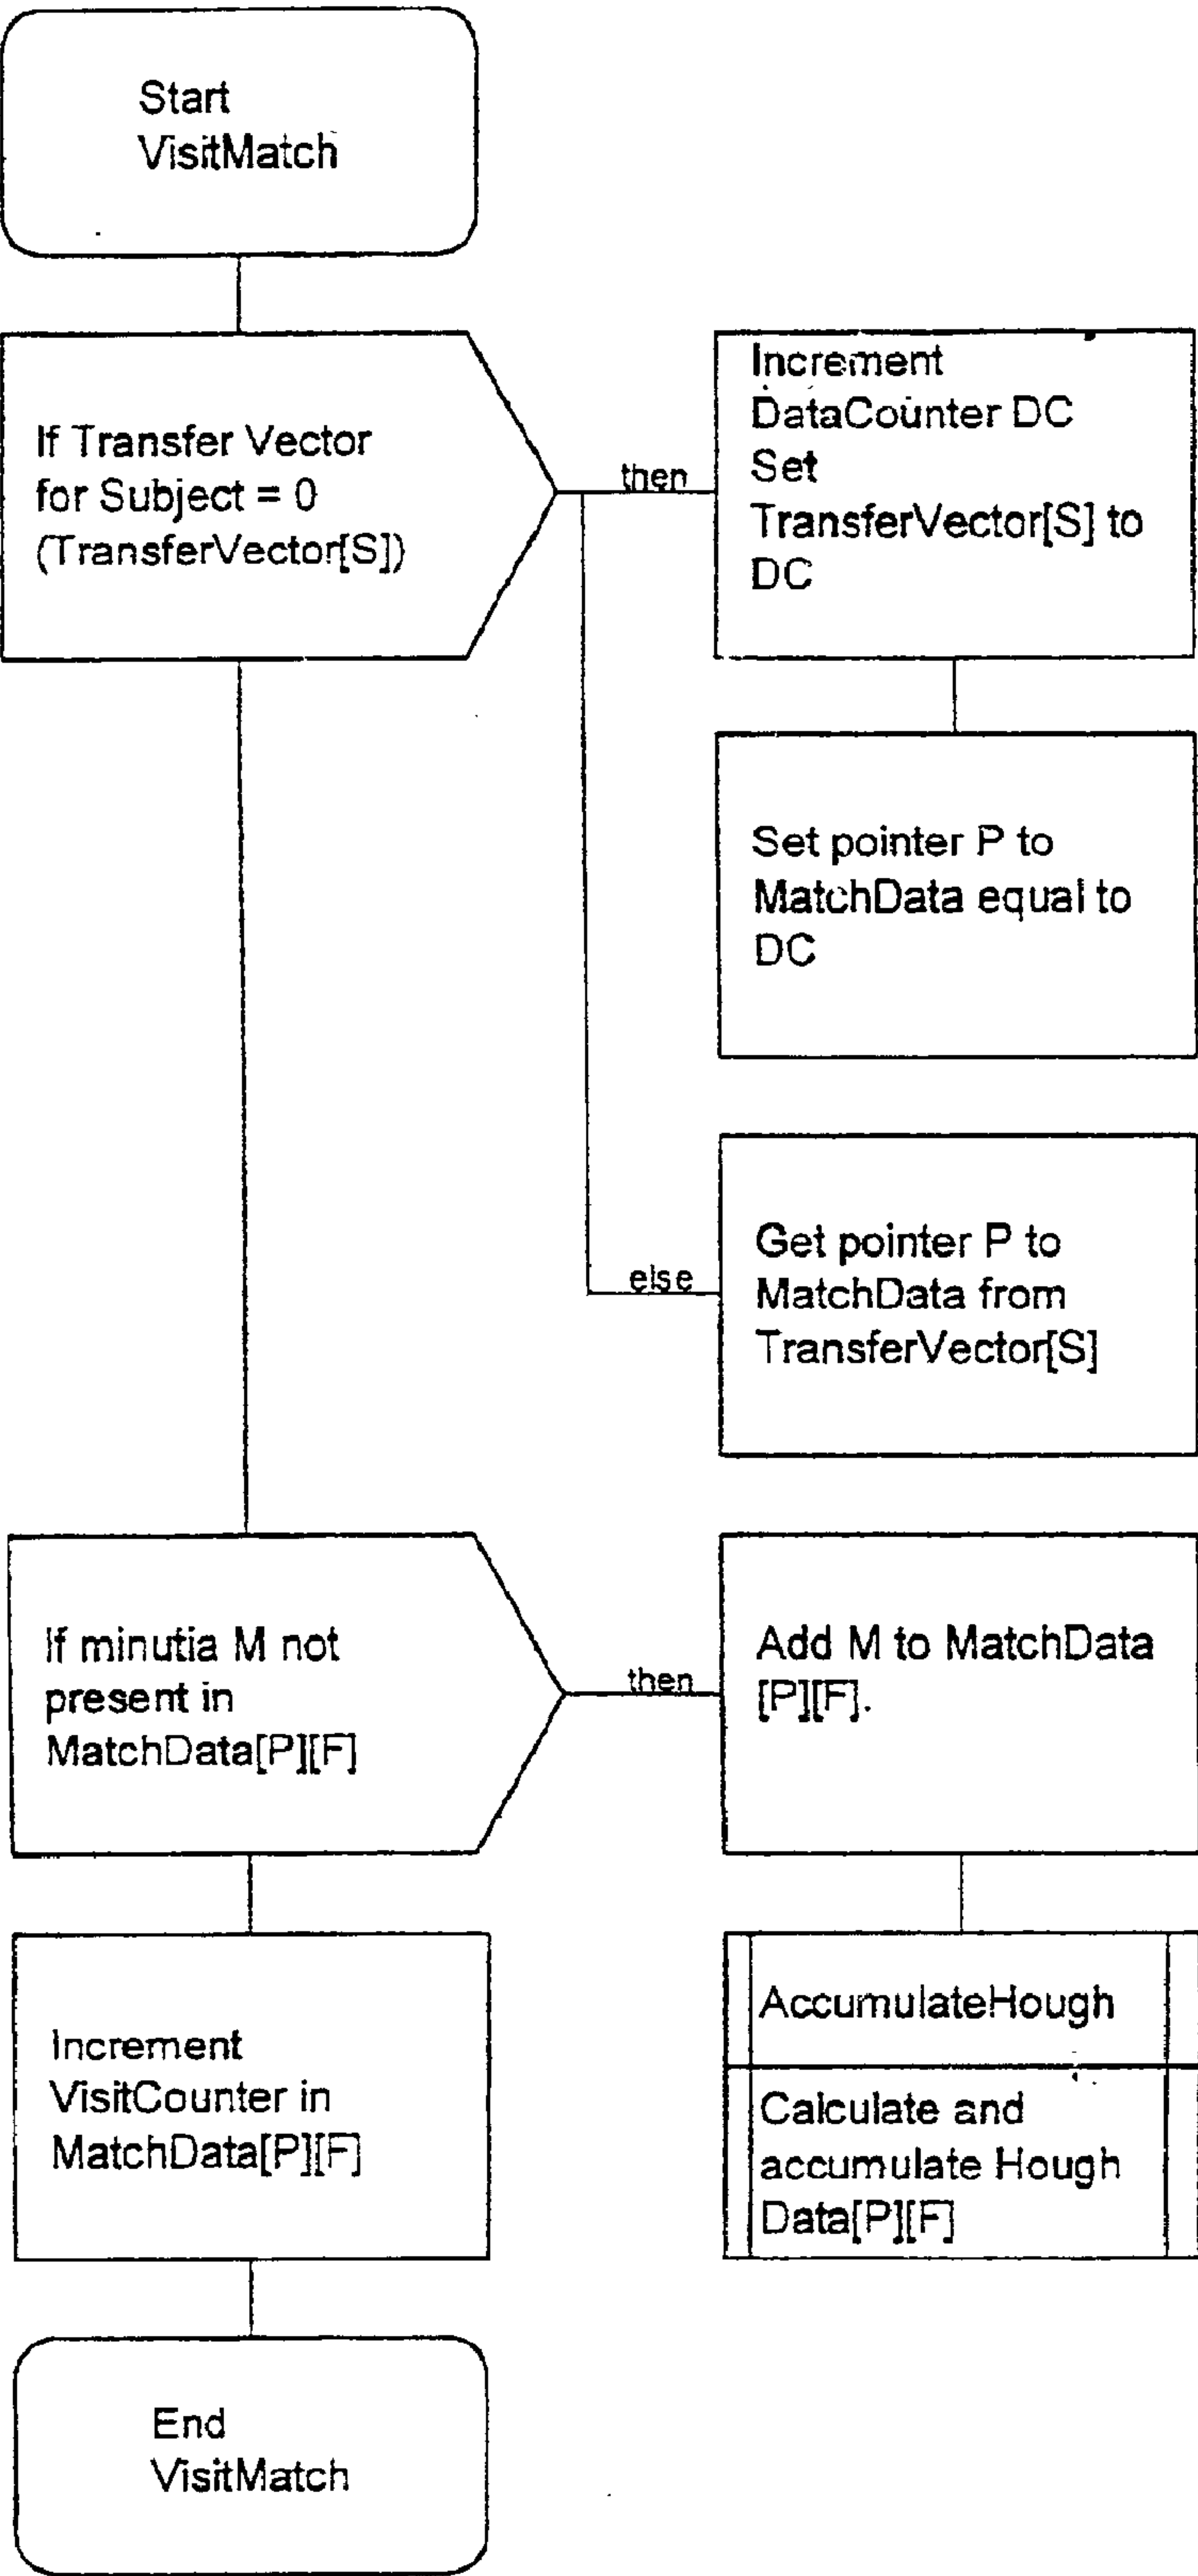 Start
VisitMatch
If Transfer Vector
for Subject = 0
(TransferVector[S])
then
Increment
DataCounter DC
Set
TransferVector[S] to
DC
Set pointer P to
MatchData equal to
DC
else
Get pointer P to
MatchData from
TransferVector[S]
If minutia M not
present in
MatchData[P][F]
then
Add M to MatchData
[P][F].
AccumulateHough
Calculate and
accumulate Hough
Data[P][F]
Increment
VisitCounter in
MatchData[P][F]
End
VisitMatch